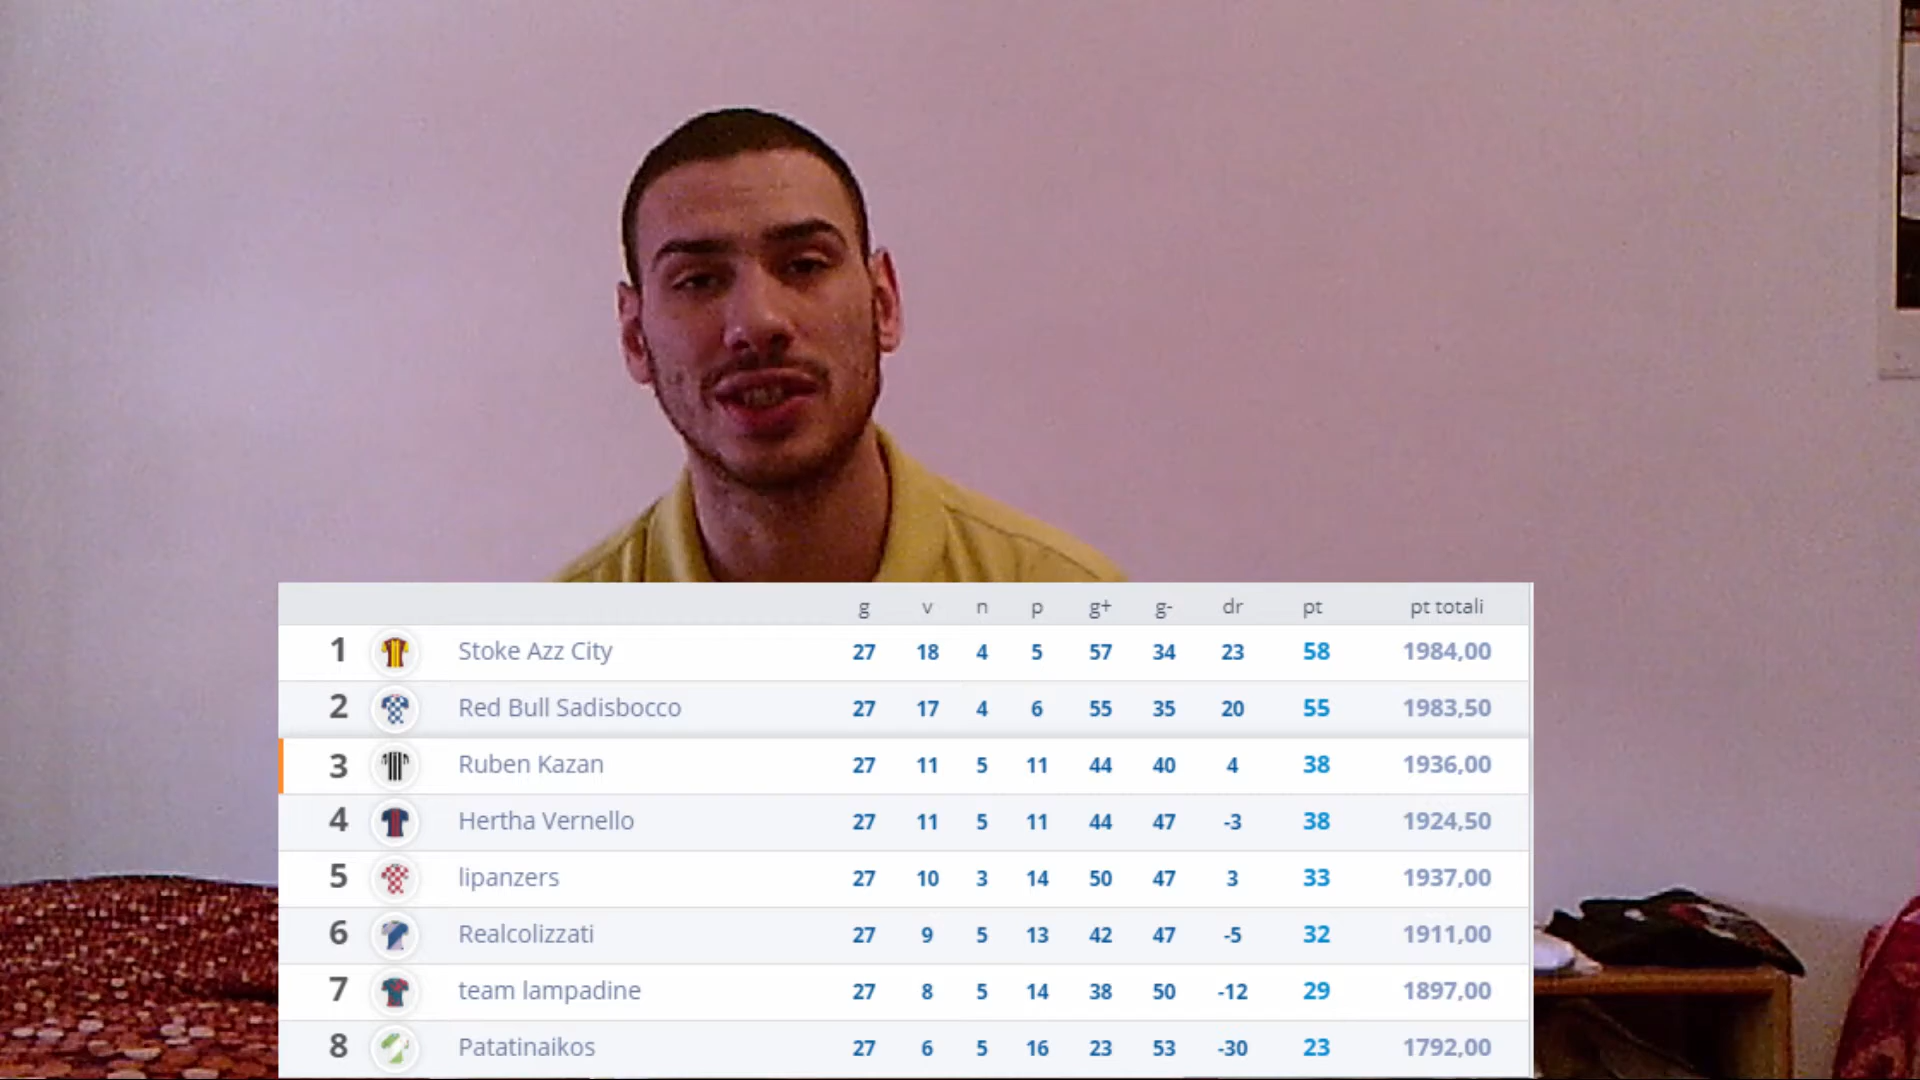 g v n p g+ g- dr pt pt totali
1 Stoke Azz City 27 18 4 5 57 34 23 58 1984,00
2 Red Bull Sadisbocco 27 17 4 6 55 35 20 55 1983,50
3 Ruben Kazan 27 11 5 11 44 40 4 38 1936,00
4 Hertha Vernello 27 11 5 11 44 47 -3 38 1924,50
5 lipanzers 27 10 3 14 50 47 3 33 1937,00
6 Realcolizzati 27 9 5 13 42 47 -5 32 1911,00
7 team lampadine 27 8 5 14 38 50 -12 29 1897,00
8 Patatinaikos 27 6 5 16 23 53 -30 23 1792,00